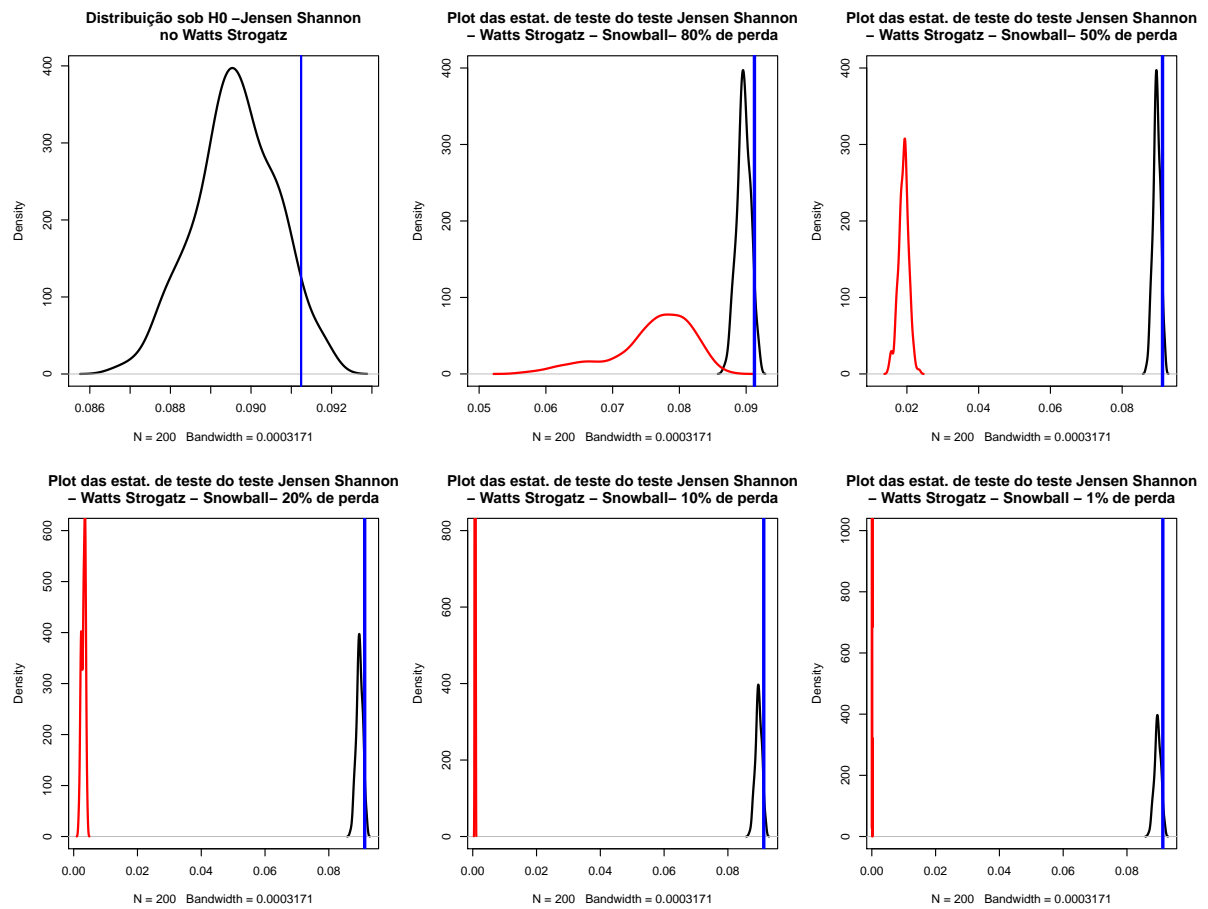 Distribuição sob H0 –Jensen Shannon
no Watts Strogatz
Density
0
100
200
300
400
0.086
0.088
0.090
0.092
N = 200 Bandwidth = 0.0003171
Plot das estat. de teste do teste Jensen Shannon
– Watts Strogatz – Snowball– 80% de perda
Density
0
100
200
300
400
0.05
0.06
0.07
0.08
0.09
N = 200 Bandwidth = 0.0003171
Plot das estat. de teste do teste Jensen Shannon
– Watts Strogatz – Snowball– 50% de perda
Density
0
100
200
300
400
0.02
0.04
0.06
0.08
N = 200 Bandwidth = 0.0003171
Plot das estat. de teste do teste Jensen Shannon
– Watts Strogatz – Snowball– 20% de perda
Density
0
100
200
300
400
500
600
0.00
0.02
0.04
0.06
0.08
N = 200 Bandwidth = 0.0003171
Plot das estat. de teste do teste Jensen Shannon
– Watts Strogatz – Snowball– 10% de perda
Density
0
200
400
600
800
0.00
0.02
0.04
0.06
0.08
N = 200 Bandwidth = 0.0003171
Plot das estat. de teste do teste Jensen Shannon
– Watts Strogatz – Snowball – 1% de perda
Density
0
200
400
600
800
1000
0.00
0.02
0.04
0.06
0.08
N = 200 Bandwidth = 0.0003171